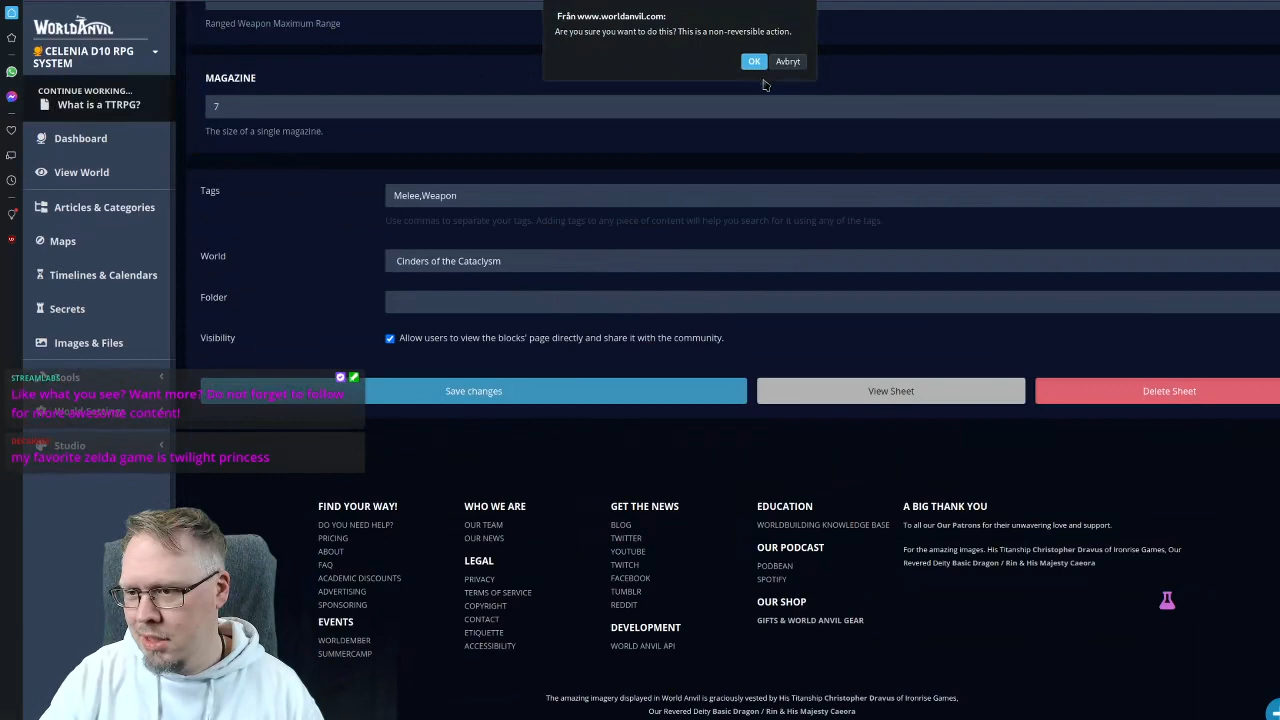 Ranged Weapon Maximum Range
Från www.worldanvil.com:
Are you sure you want to do this? This is a non-reversible action.
OK
Avbryt
WORLDANVIL
CELENIA D10 RPG
SYSTEM
CONTINUE WORKING...
What is a TTRPG?
Dashboard
View World
Articles & Categories
Maps
Timelines & Calendars
Secrets
Images & Files
Tools
World Settings
Studio
MAGAZINE
7
The size of a single magazine.
Tags
Melee,Weapon
Use commas to separate your tags. Adding tags to any piece of content will help you search for it using any of the tags.
World
Cinders of the Cataclysm
Folder
Visibility
Allow users to view the blocks' page directly and share it with the community.
Save changes
View Sheet
Delete Sheet
STREAMLABS
Like what you see? Want more? Do not forget to follow
for more awesome content!
my favorite zelda game is twilight princess
FIND YOUR WAY!
DO YOU NEED HELP?
PRICING
ABOUT
FAQ
ACADEMIC DISCOUNTS
ADVERTISING
SPONSORING
EVENTS
WORLDEMBER
SUMMERCAMP
WHO WE ARE
OUR TEAM
OUR NEWS
LEGAL
PRIVACY
TERMS OF SERVICE
COPYRIGHT
CONTACT
ETIQUETTE
ACCESSIBILITY
GET THE NEWS
BLOG
TWITTER
YOUTUBE
TWITCH
FACEBOOK
TUMBLR
REDDIT
DEVELOPMENT
WORLD ANVIL API
EDUCATION
WORLDBUILDING KNOWLEDGE BASE
OUR PODCAST
PODBEAN
SPOTIFY
OUR SHOP
GIFTS & WORLD ANVIL GEAR
A BIG THANK YOU
To all our Our Patrons for their unwavering love and support.
For the amazing images. His Titanship Christopher Dravus of Ironrise Games, Our
Revered Deity Basic Dragon / Rin & His Majesty Caeora
The amazing imagery displayed in World Anvil is graciously vested by His Titanship Christopher Dravus of Ironrise Games,
Our Revered Deity Basic Dragon / Rin & His Majesty Caeora